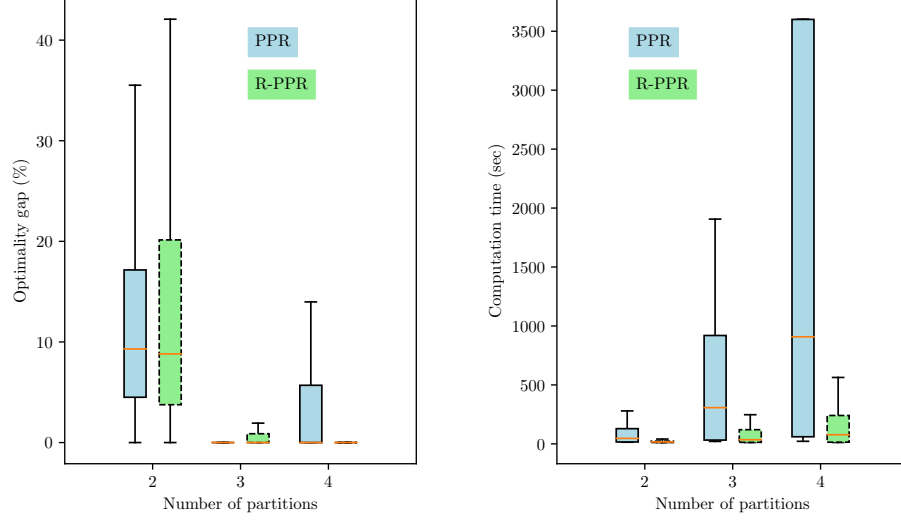 40
30
20
10
0
Optimality gap (%)
PPR
R-PPR
2
3
4
Number of partitions
3500
3000
2500
2000
1500
1000
500
0
Computation time (sec)
PPR
R-PPR
2
3
4
Number of partitions